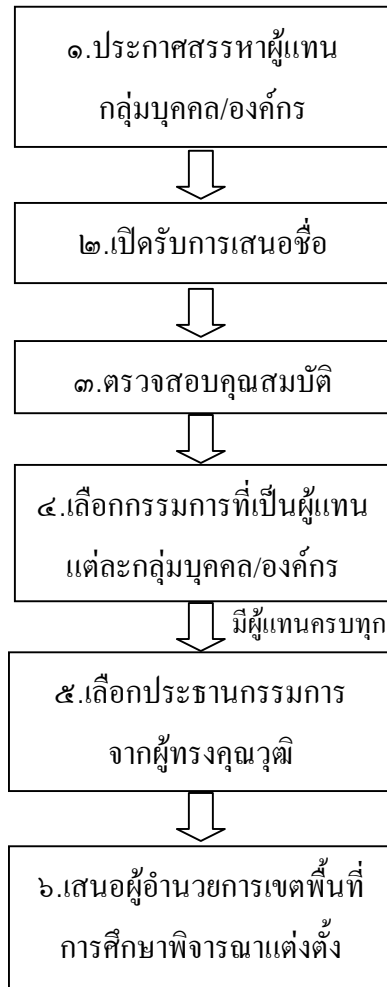 ๑.ประกาศสรรหาผู้แทน
กลุ่มบุคคล/องค์กร
๒.เปิดรับการเสนอชื่อ
๓.ตรวจสอบคุณสมบัติ
๔.เลือกกรรมการที่เป็นผู้แทน
แต่ละกลุ่มบุคคล/องค์กร
มีผู้แทนครบทุก
๕.เลือกประธานกรรมการ
จากผู้ทรงคุณวุฒิ
๖.เสนอผู้อำนวยการเขตพื้นที่
การศึกษาพิจารณาแต่งตั้ง